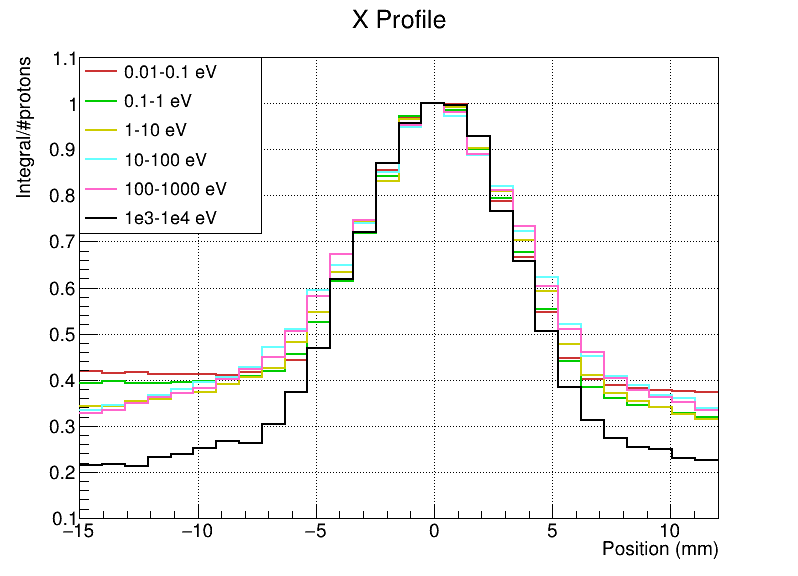 X Profile
Integral/#protons
1.1
1
0.9
0.8
0.7
0.6
0.5
0.4
0.3
0.2
0.1
0.01-0.1 eV
0.1-1 eV
1-10 eV
10-100 eV
100-1000 eV
1e3-1e4 eV
−15 −10 −5 0 5 10
Position (mm)